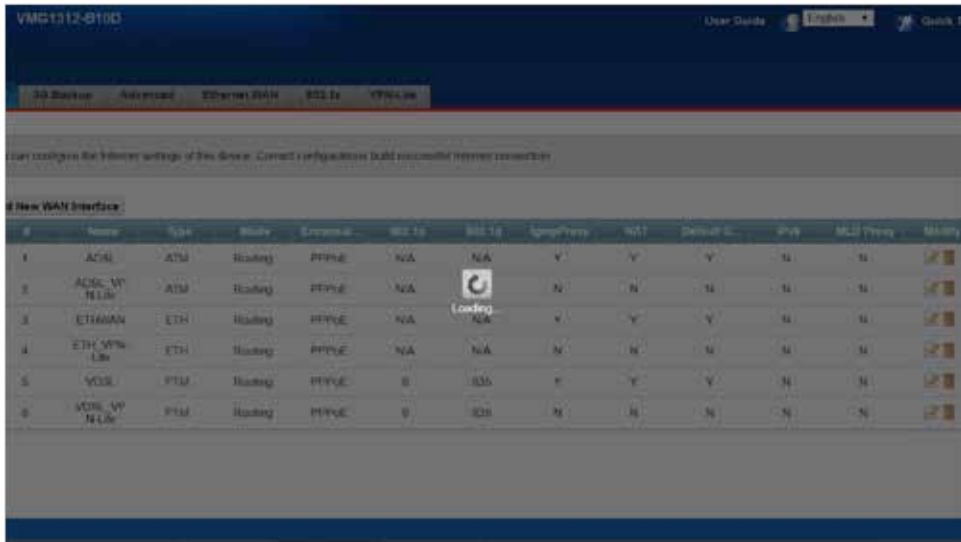 VMG1312-B10D
User Guide English Quick
3G Backup Advanced Ethernet WAN 802.1x VPN-Lite
can configure the Internet settings of this device. Correct configurations build successful Internet connection
New WAN Interface
# Name Type Mode Encapsul... 802.1p 802.1q IgmpProxy NAT Default G... IPv6 MLD Proxy Modify
1 ADSL ATM Routing PPPoE N/A N/A Y Y Y N N
2 ADSL_VP N-Lite ATM Routing PPPoE N/A N N N N N
Loading...
3 ETHWAN ETH Routing PPPoE N/A N/A Y Y Y N N
4 ETH_VPN- Lite ETH Routing PPPoE N/A N/A N N N N N
5 VDSL PTM Routing PPPoE 0 835 Y Y Y N N
6 VDSL_VP N-Lite PTM Routing PPPoE 0 N N N N N